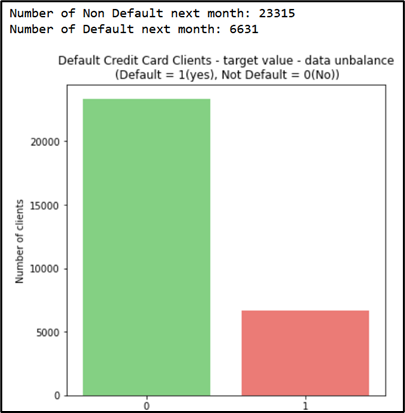 Number of Non Default next month: 23315
Number of Default next month: 6631
Default Credit Card Clients - target value - data unbalance
(Default = 1(yes), Not Default = 0(No))
20000
15000
10000
5000
0
Number of clients
0 1